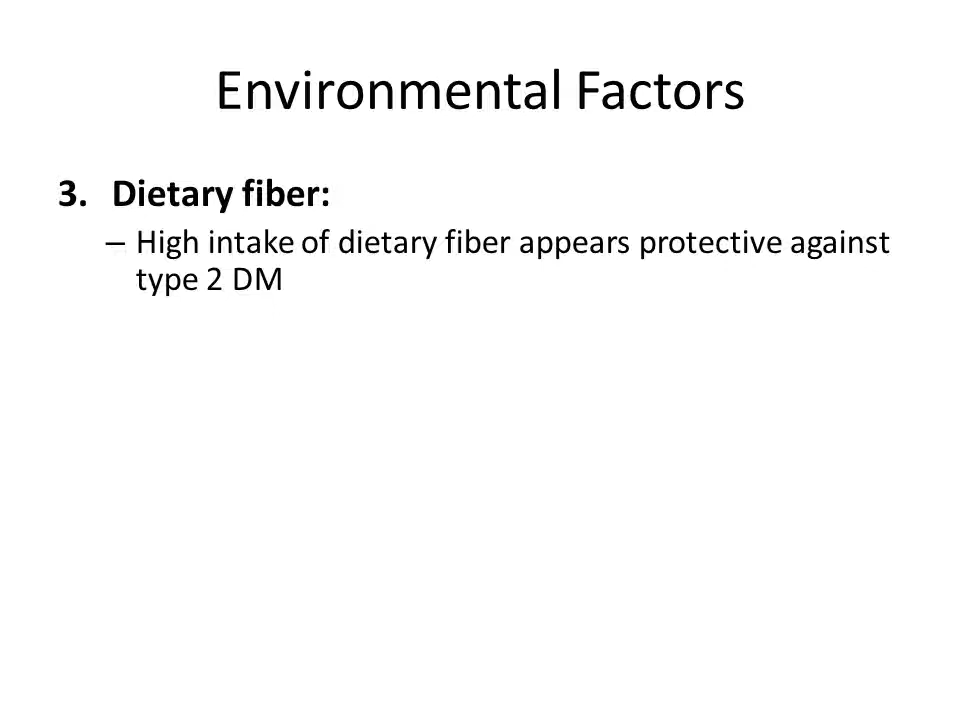 Environmental Factors
3. Dietary fiber:
– High intake of dietary fiber appears protective against
type 2 DM